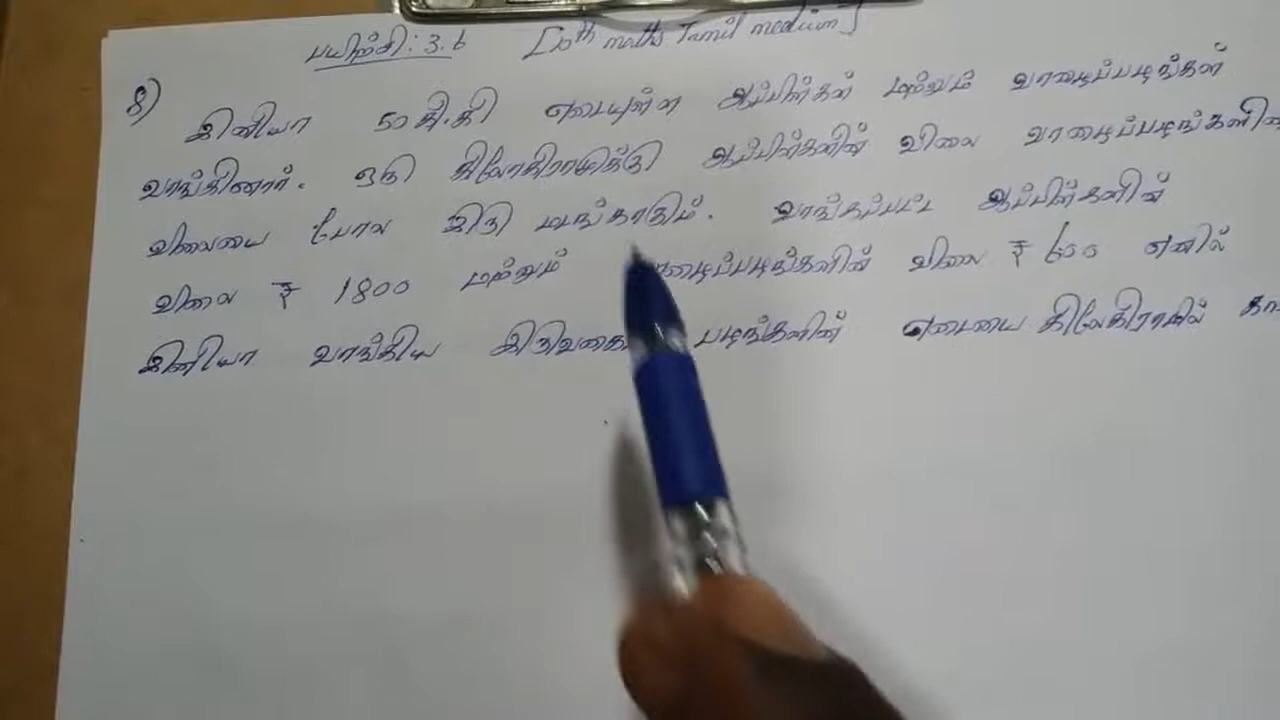 பயிற்சி: 3.6 [10th maths Tamil medium]
8) இனியா 50 கி.கி எடையுள்ள ஆப்பிள்கள் மற்றும் வாழைப்பழங்கள்
வாங்கினார். ஒரு கிலோகிராமிக்கு ஆப்பிள்களின் விலை வாழைப்பழங்களின்
விலையை போல இரு மடங்காகும். வாங்கப்பட்ட ஆப்பிள்களின்
விலை ₹ 1800 மற்றும் வாழைப்பழங்களின் விலை ₹ 600 எனில்
இனியா வாங்கிய இருவகை பழங்களின் எடையை கிலேகிராமில்